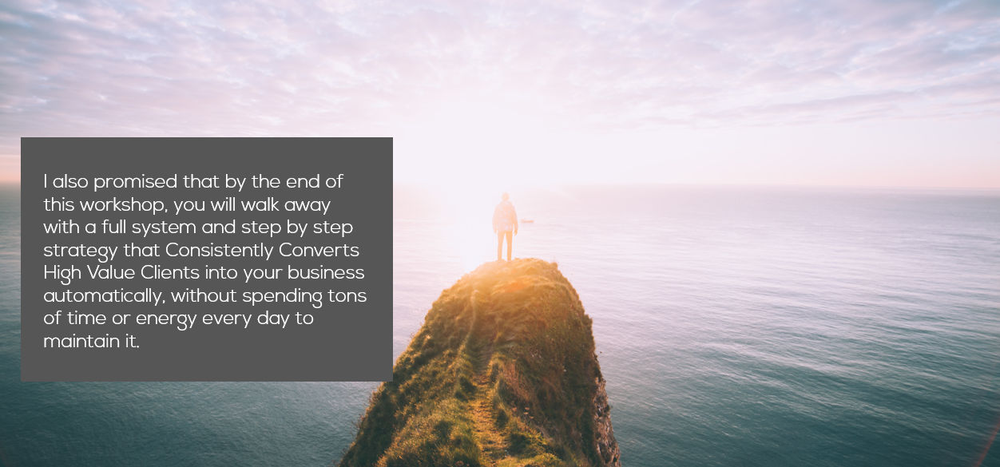 I also promised that by the end of
this workshop, you will walk away
with a full system and step by step
strategy that Consistently Converts
High Value Clients into your business
automatically, without spending tons
of time or energy every day to
maintain it.